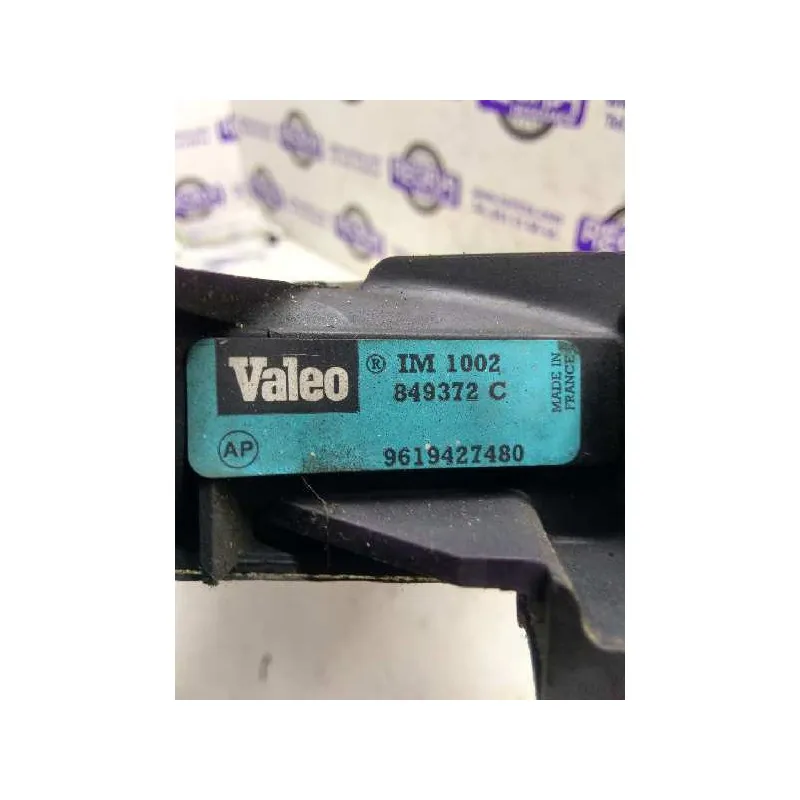 Valeo ® IM 1002
849372 C
AP 9619427480
MADE IN
FRANCE